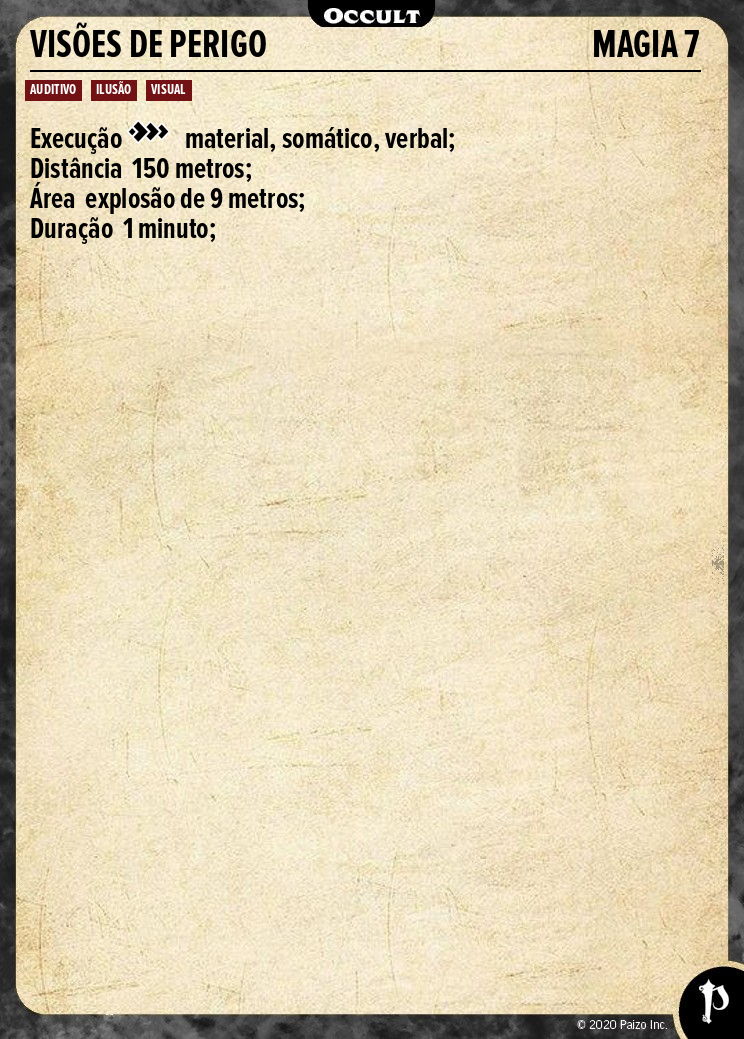 OCCULT
VISÕES DE PERIGO MAGIA 7
AUDITIVO ILUSÃO VISUAL
Execução material, somático, verbal;
Distância 150 metros;
Área explosão de 9 metros;
Duração 1 minuto;
© 2020 Paizo Inc.